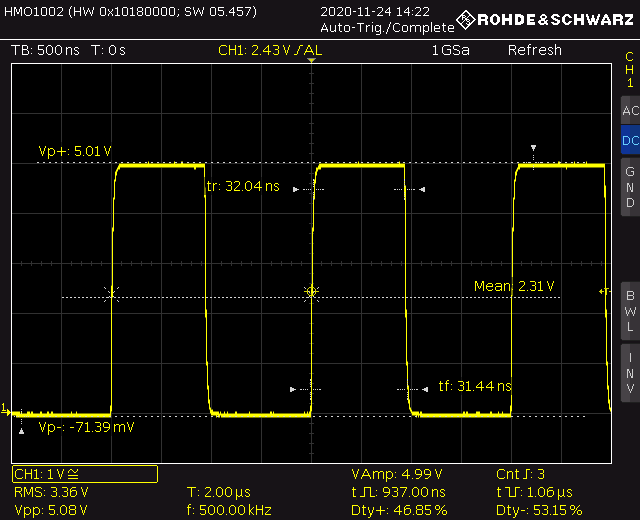 HMO1002 (HW 0x10180000; SW 05.457)
2020-11-24 14:22
Auto-Trig./Complete
ROHDE&SCHWARZ
TB: 500 ns T: 0 s CH1: 2.43 V / AL 1 GSa Refresh
CH1
AC
DC
GND
BWL
INV
Vp+: 5.01 V
tr: 32.04 ns
Mean: 2.31 V
T
tf: 31.44 ns
1
Vp-: -71.39 mV
CH1: 1 V ≅
VAmp: 4.99 V Cnt: 3
RMS: 3.36 V T: 2.00 µs t: 937.00 ns t: 1.06 µs
Vpp: 5.08 V f: 500.00 kHz Dty+: 46.85 % Dty-: 53.15 %